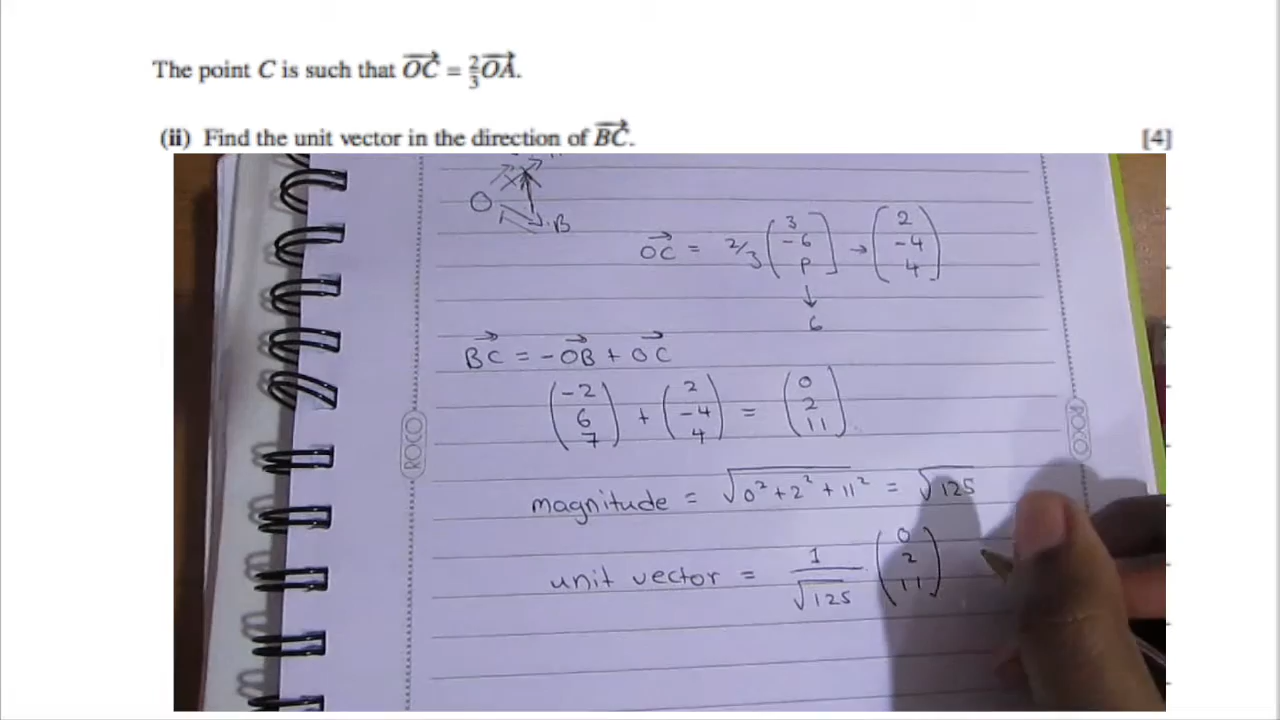 The point C is such that →OC = 2/3 →OA.
(ii) Find the unit vector in the direction of →BC. [4]
O
B
→OC = 2/3 (3 -6 p) → (2 -4 4)
↓
6
→BC = -→OB + →OC
(-2 6 7) + (2 -4 4) = (0 2 11)
ROCO
ROCO
magnitude = √0² + 2² + 11² = √125
unit vector = 1/√125 . (0 2 11)